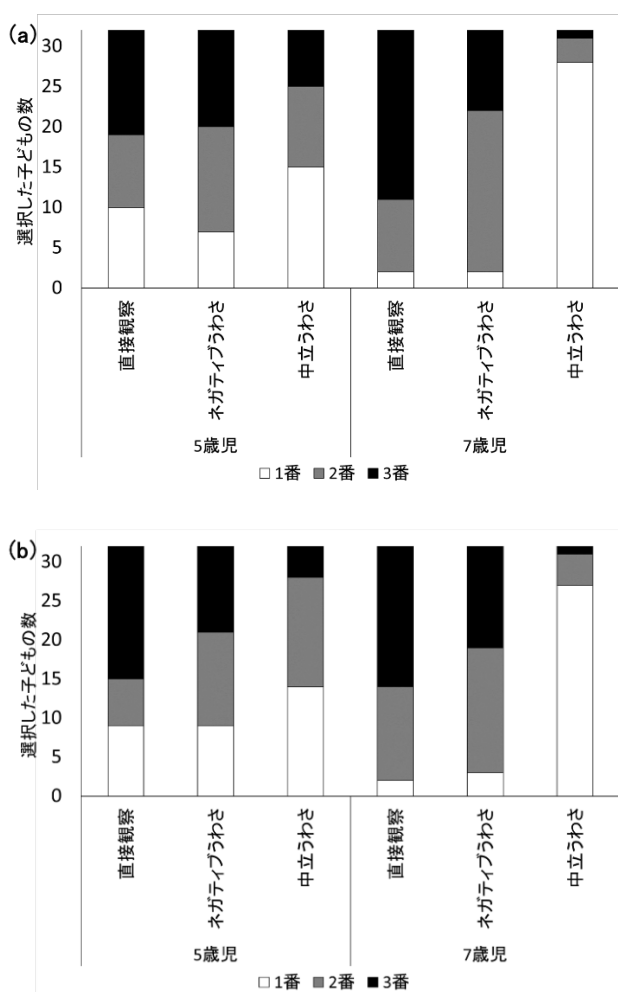 (a)
30
25
20
15
10
5
0
選択した子どもの数
直接観察
ネガティブうわさ
中立うわさ
直接観察
ネガティブうわさ
中立うわさ
5歳児
7歳児
□1番 ■2番 ■3番
(b)
30
25
20
15
10
5
0
選択した子どもの数
直接観察
ネガティブうわさ
中立うわさ
直接観察
ネガティブうわさ
中立うわさ
5歳児
7歳児
□1番 ■2番 ■3番